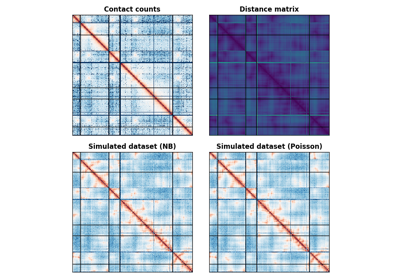 Contact counts
Distance matrix
Simulated dataset (NB)
Simulated dataset (Poisson)